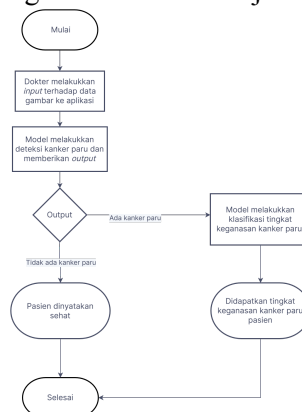 Mulai
Dokter melakukkan
input terhadap data
gambar ke aplikasi
Model melakukkan
deteksi kanker paru dan
memberikan output
Output
Ada kanker paru
Model melakukkan
klasifikasi tingkat
keganasan kanker paru
Tidak ada kanker paru
Pasien dinyatakan
sehat
Didapatkan tingkat
keganasan kanker paru
pasien
Selesai